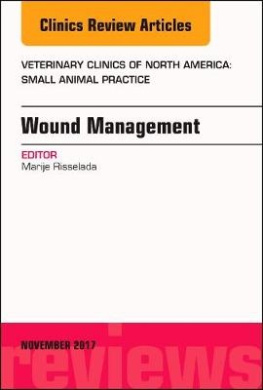 Clinics Review Articles
VETERINARY CLINICS OF NORTH AMERICA:
SMALL ANIMAL PRACTICE
Wound Management
EDITOR
Marije Risselada
NOVEMBER 2017
reviews